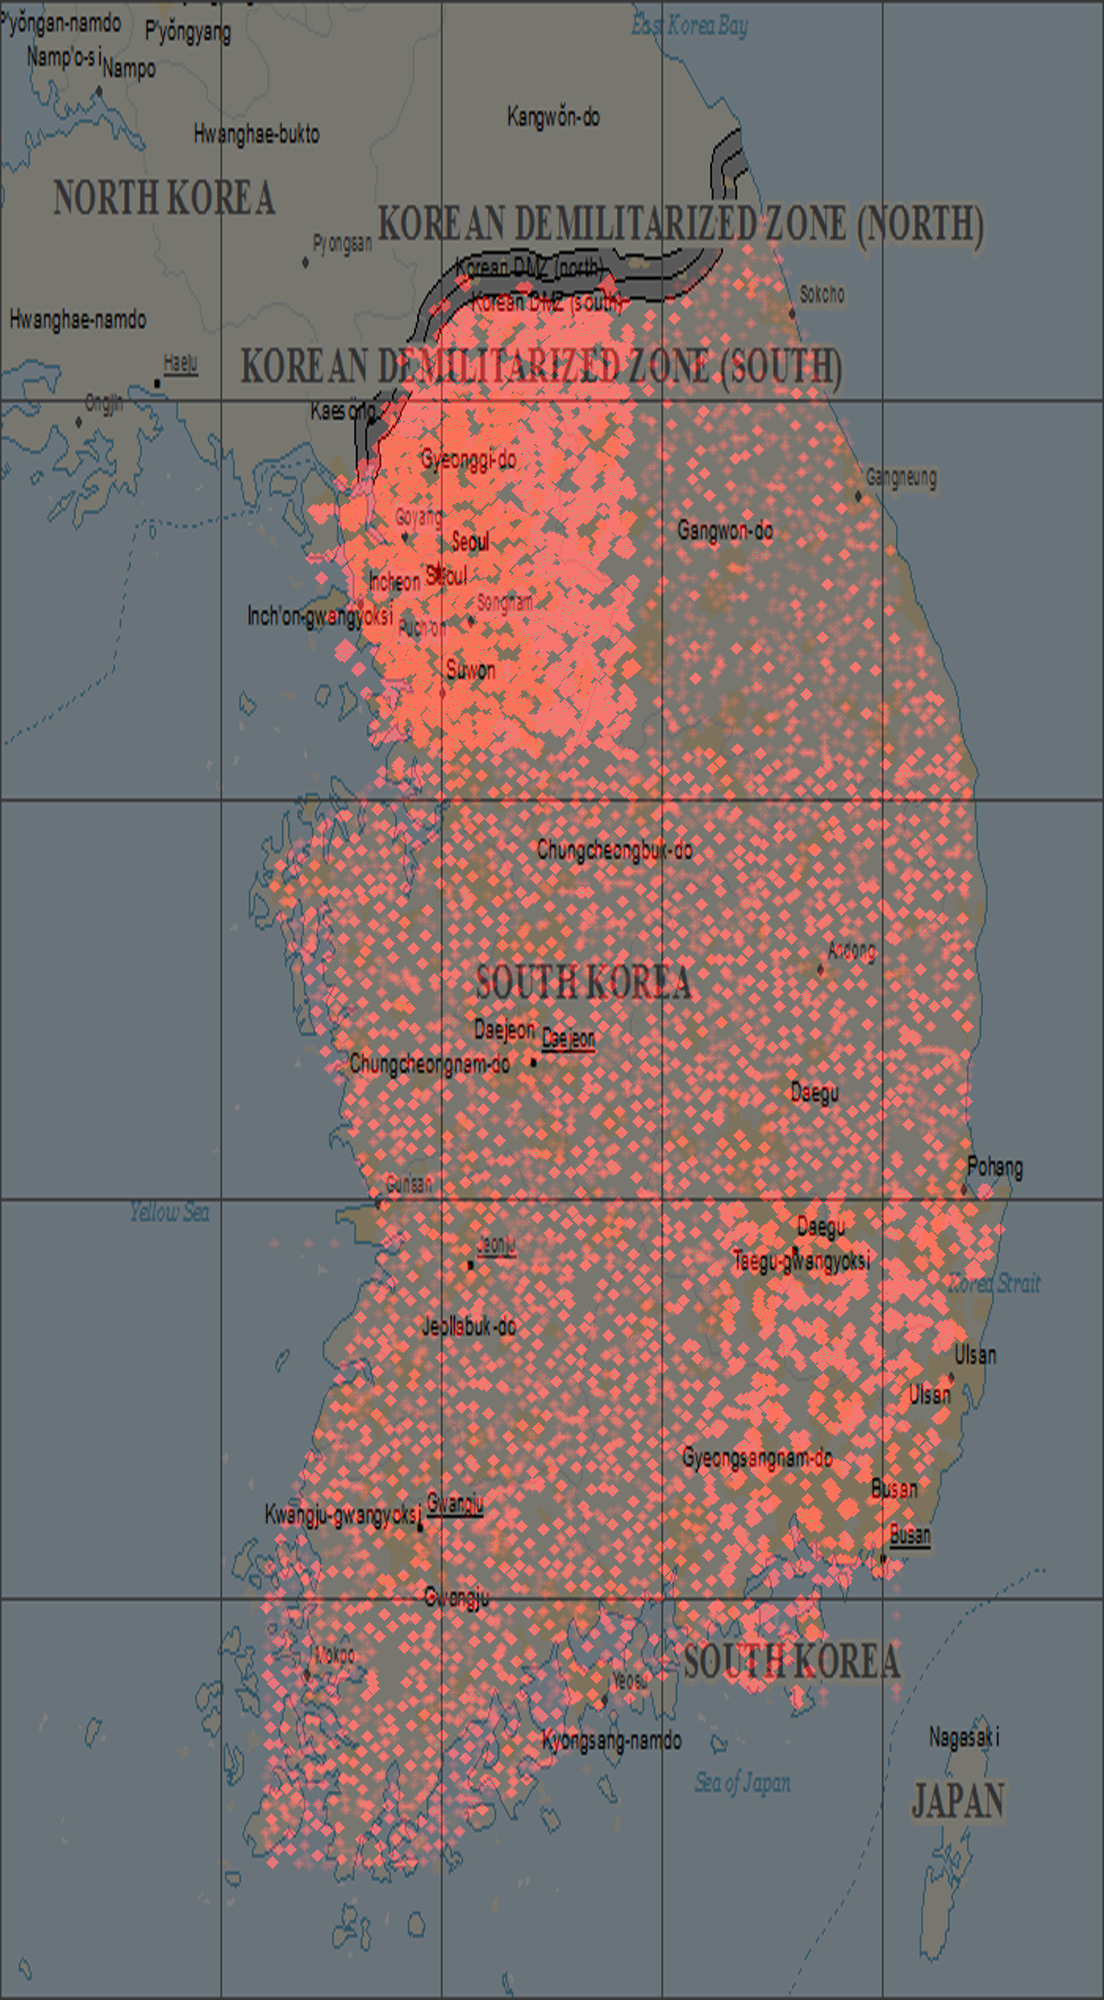 P'yŏngan-namdo
P'yŏngyang
East Korea Bay
Namp'o-si
Nampo
Kangwŏn-do
Hwanghae-bukto
NORTH KOREA
KOREAN DEMILITARIZED ZONE (NORTH)
Pyongsan
Korean DMZ (north)
Sokcho
Korean DMZ (south)
Hwanghae-namdo
KOREAN DEMILITARIZED ZONE (SOUTH)
Haeju
Ongjin
Kaesŏng
Gyeonggi-do
Gangneung
Goyang
Gangwon-do
Seoul
Seoul
Incheon
Songnam
Inch'on-gwangyoksi
Puch'on
Suwon
Chungcheongbuk-do
Andong
SOUTH KOREA
Daejeon
Daejeon
Chungcheongnam-do
Daegu
Pohang
Gunsan
Yellow Sea
Daegu
Jeonju
Taegu-gwangyoksi
Korea Strait
Jeollabuk-do
Ulsan
Ulsan
Gyeongsangnam-do
Busan
Gwangju
Kwangju-gwangyoksi
Busan
Gwangju
Mokpo
SOUTH KOREA
Yeosu
Kyongsang-namdo
Nagasaki
Sea of Japan
JAPAN